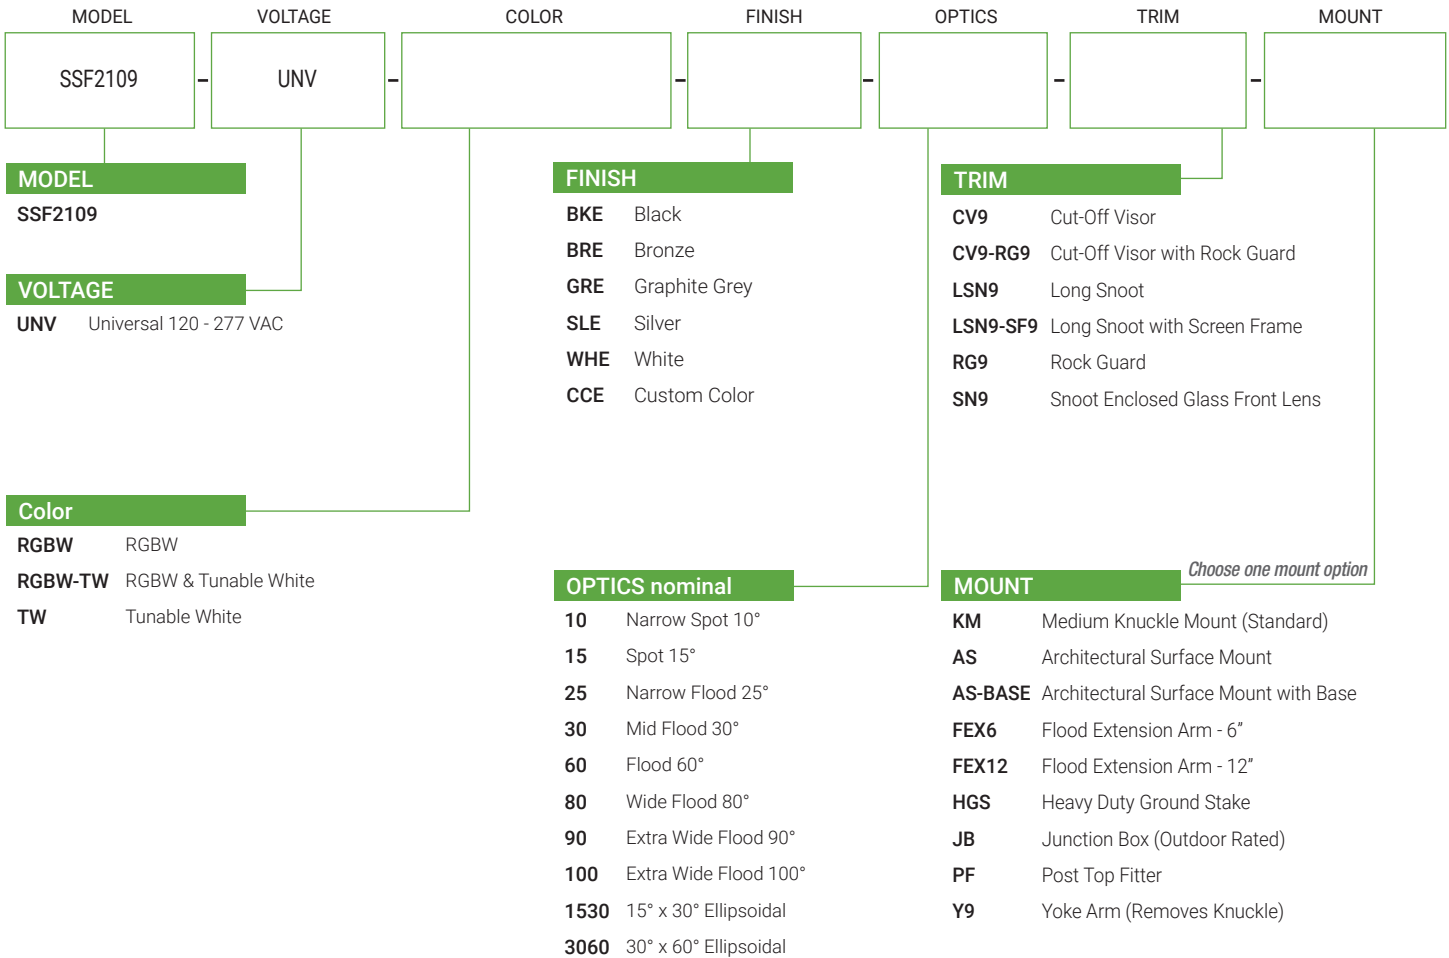 MODEL VOLTAGE COLOR FINISH OPTICS TRIM MOUNT
SSF2109 - UNV - - - - -
MODEL
SSF2109
VOLTAGE
UNV Universal 120 - 277 VAC
Color
RGBW RGBW
RGBW-TW RGBW & Tunable White
TW Tunable White
FINISH
BKE Black
BRE Bronze
GRE Graphite Grey
SLE Silver
WHE White
CCE Custom Color
OPTICS nominal
10 Narrow Spot 10°
15 Spot 15°
25 Narrow Flood 25°
30 Mid Flood 30°
60 Flood 60°
80 Wide Flood 80°
90 Extra Wide Flood 90°
100 Extra Wide Flood 100°
1530 15° x 30° Ellipsoidal
3060 30° x 60° Ellipsoidal
TRIM
CV9 Cut-Off Visor
CV9-RG9 Cut-Off Visor with Rock Guard
LSN9 Long Snoot
LSN9-SF9 Long Snoot with Screen Frame
RG9 Rock Guard
SN9 Snoot Enclosed Glass Front Lens
Choose one mount option
MOUNT
KM Medium Knuckle Mount (Standard)
AS Architectural Surface Mount
AS-BASE Architectural Surface Mount with Base
FEX6 Flood Extension Arm - 6”
FEX12 Flood Extension Arm - 12”
HGS Heavy Duty Ground Stake
JB Junction Box (Outdoor Rated)
PF Post Top Fitter
Y9 Yoke Arm (Removes Knuckle)